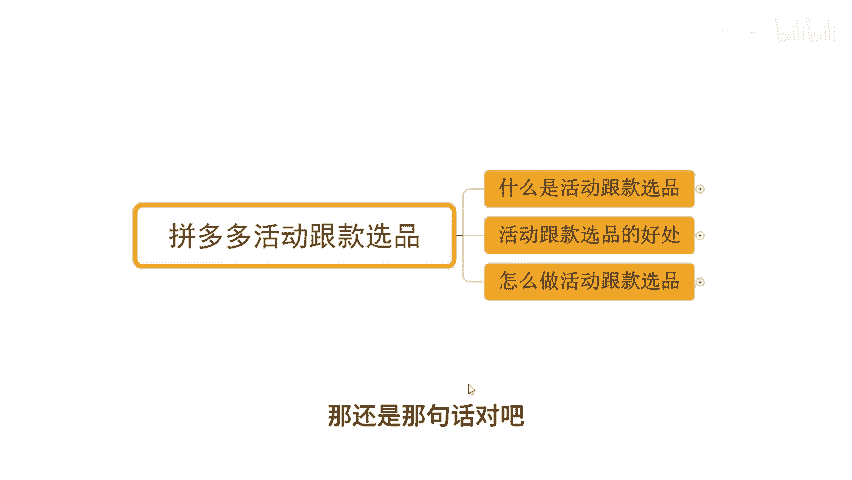 bilibili
什么是活动跟款选品
拼多多活动跟款选品
活动跟款选品的好处
怎么做活动跟款选品
那还是那句话对吧